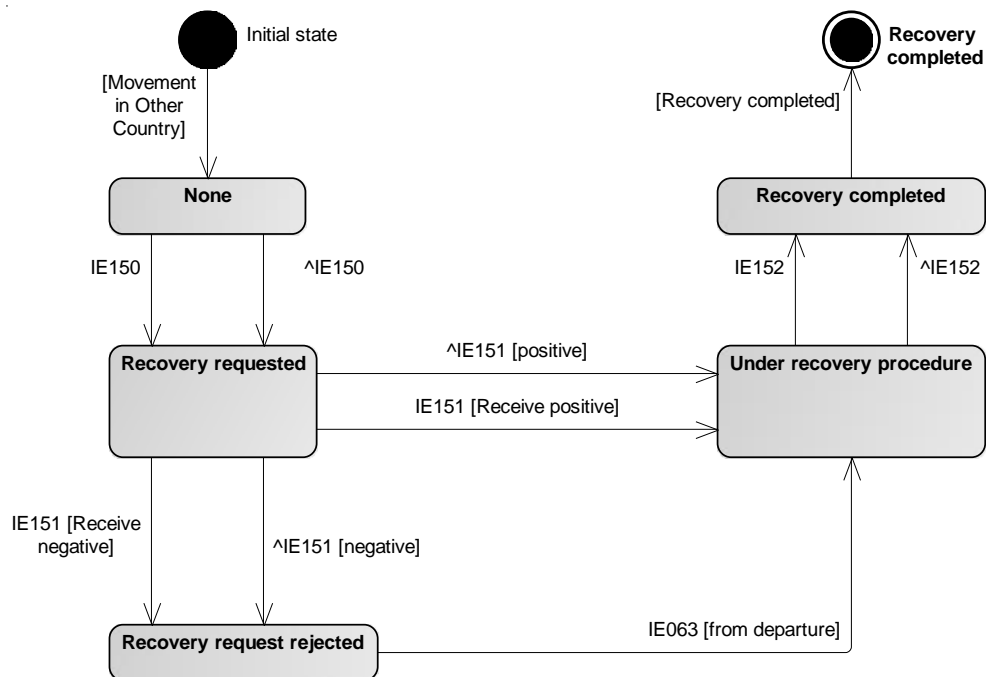 Initial state
Recovery
completed
[Movement
in Other
Country]
[Recovery completed]
None
Recovery completed
IE150
^IE150
IE152
^IE152
Recovery requested
^IE151 [positive]
Under recovery procedure
IE151 [Receive positive]
IE151 [Receive
negative]
^IE151 [negative]
Recovery request rejected
IE063 [from departure]